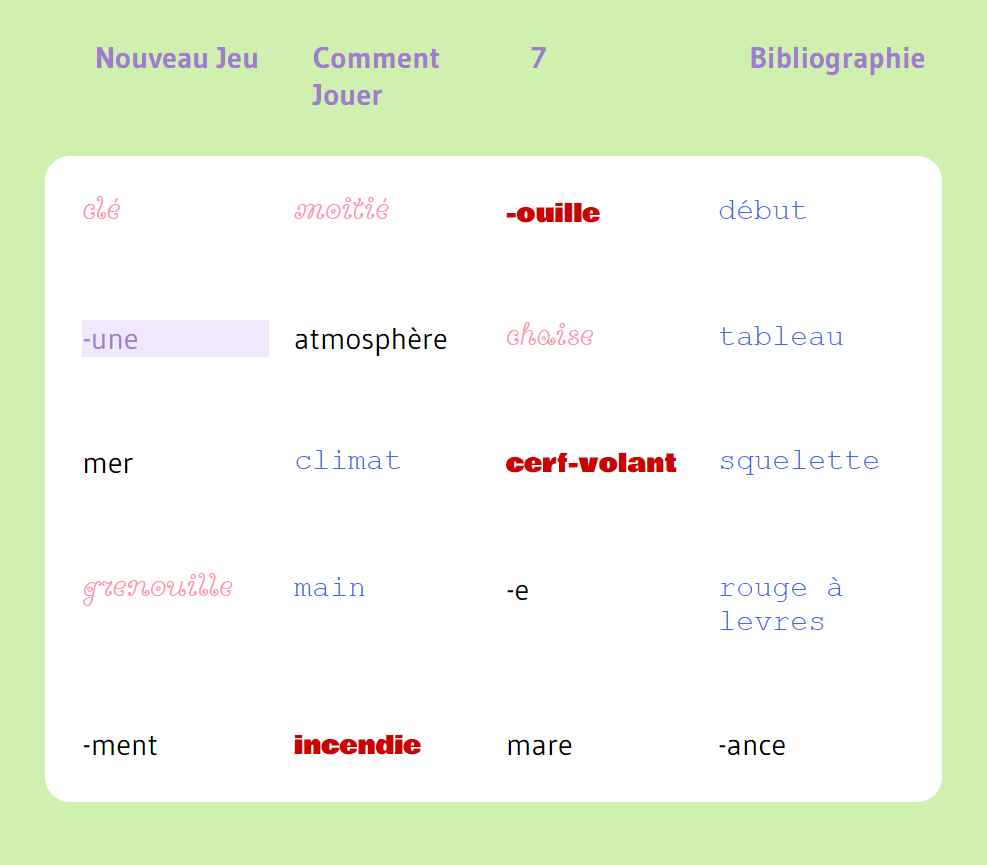 Nouveau Jeu
Comment
Jouer
7
Bibliographie
clé
moitié
-ouille
début
-une
atmosphère
chaise
tableau
mer
climat
cerf-volant
squelette
grenouille
main
-e
rouge à
levres
-ment
incendie
mare
-ance